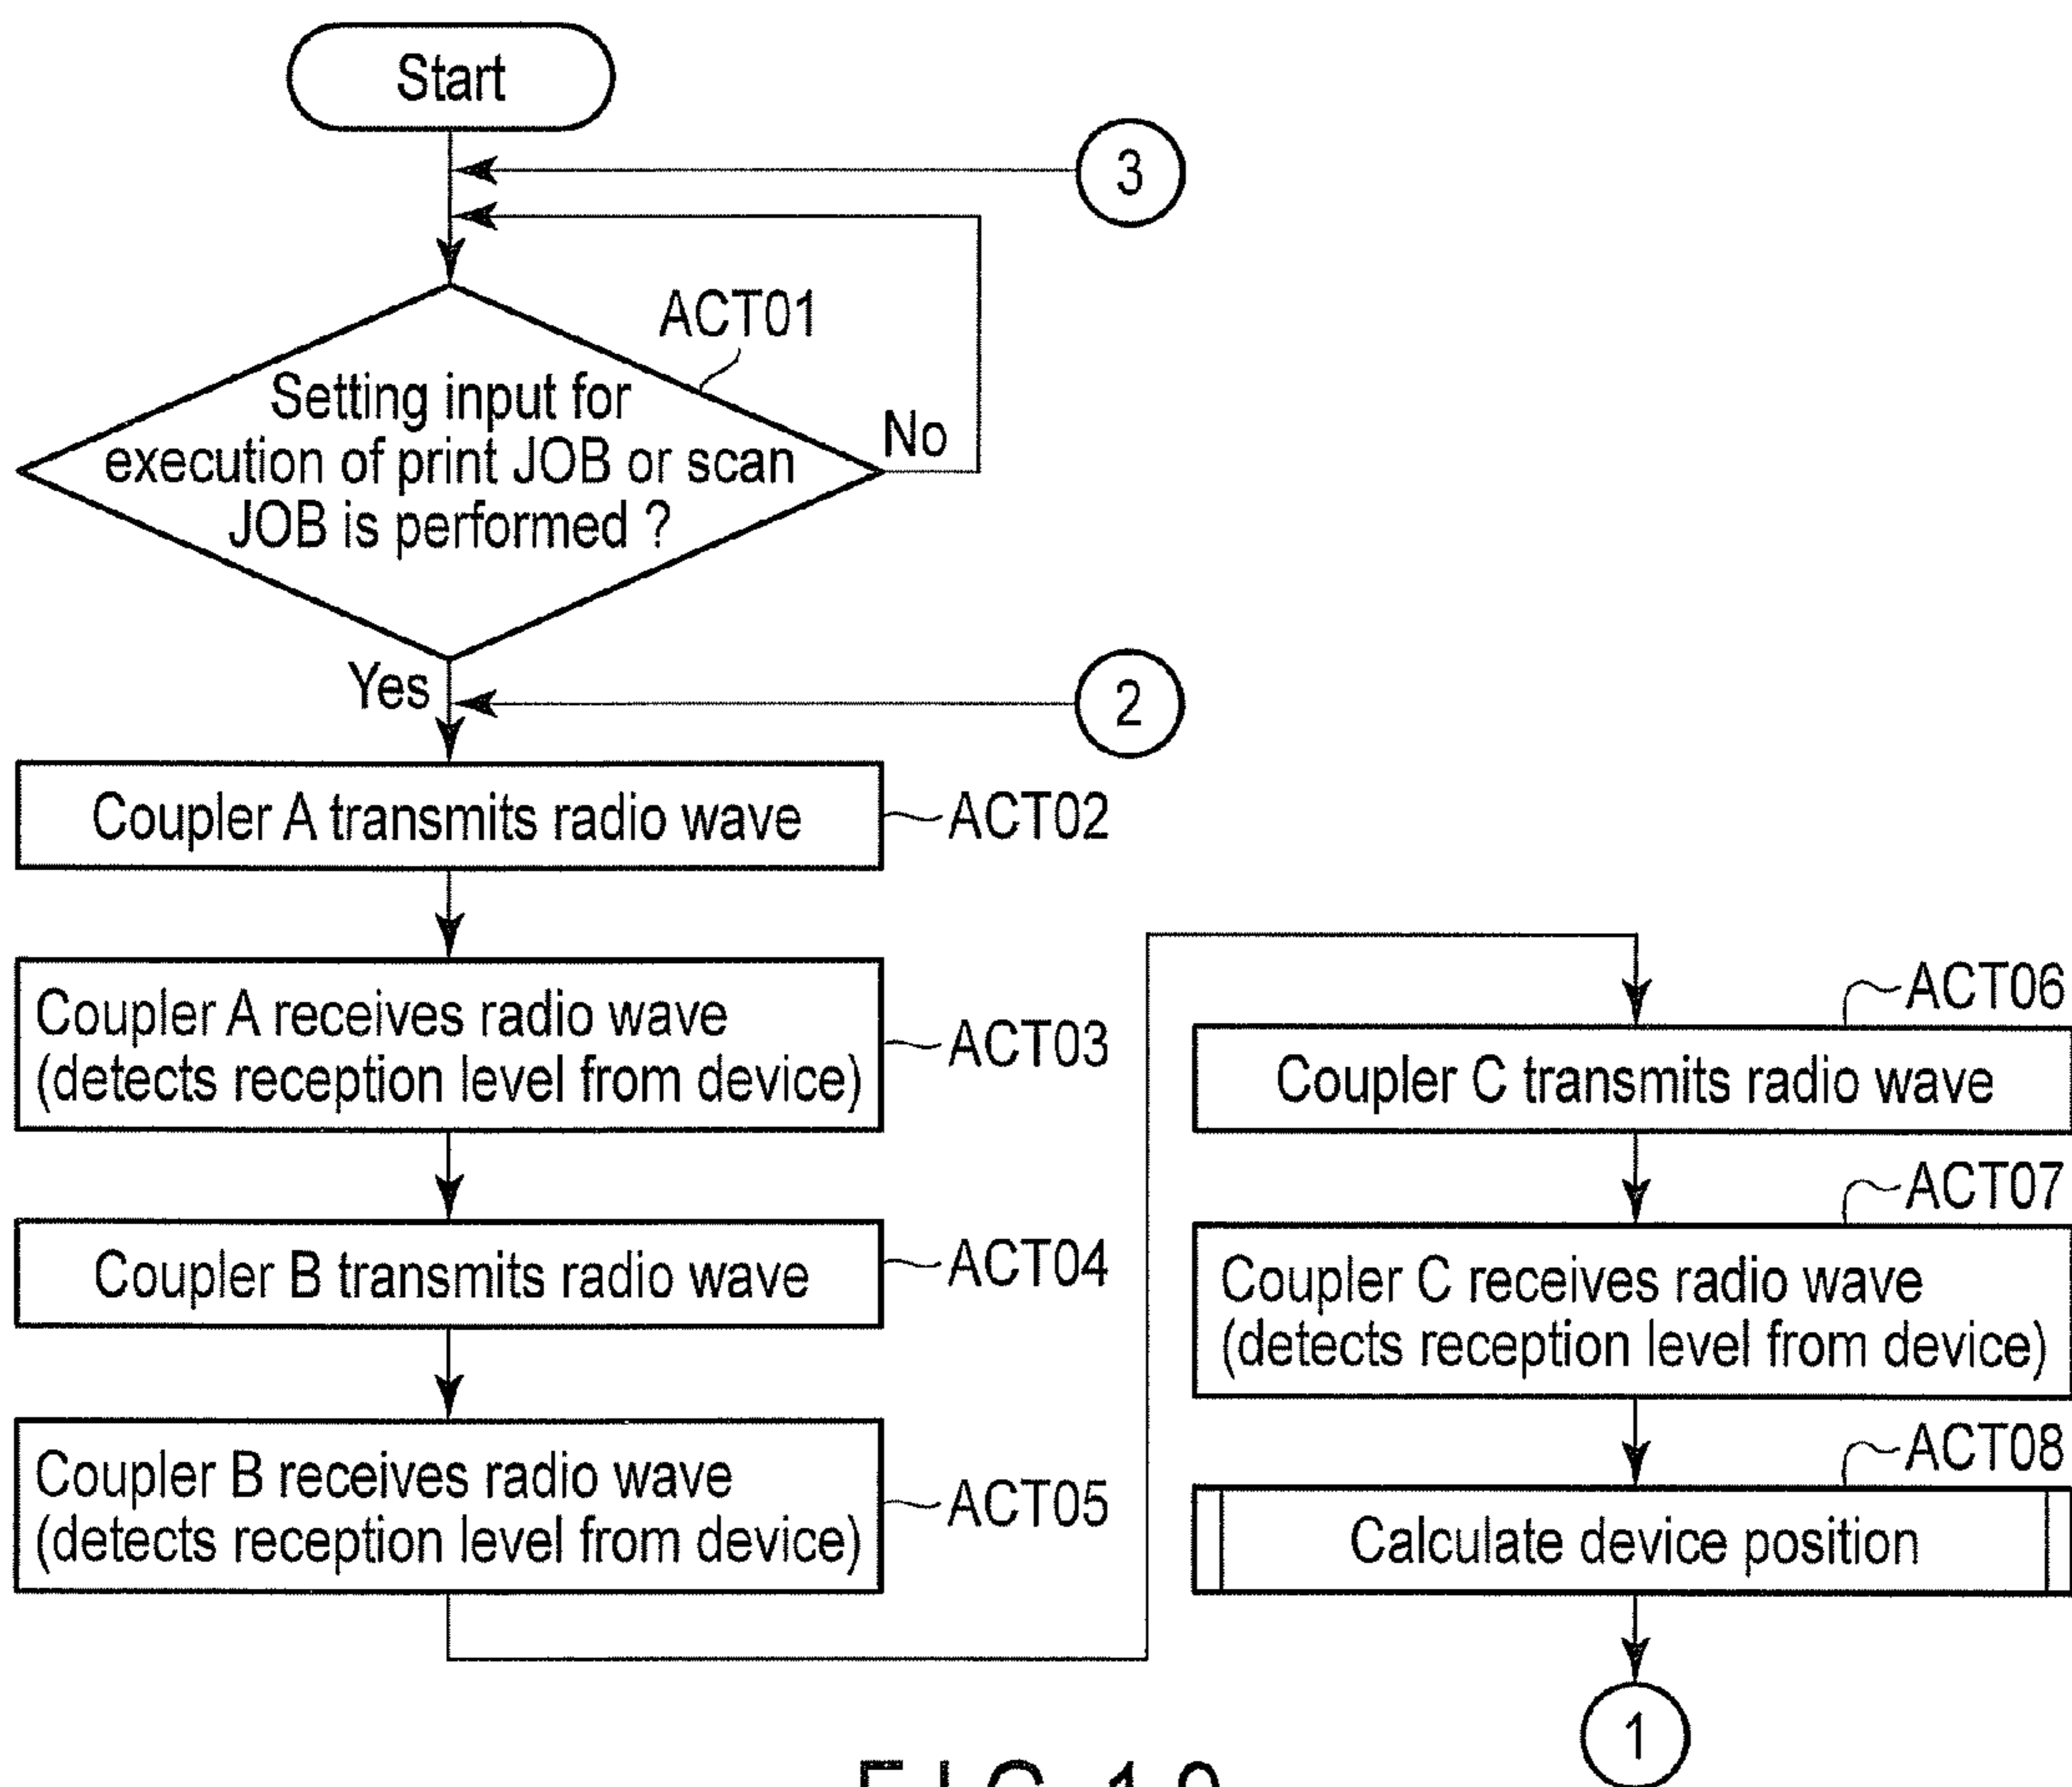 Start
3
ACT01
Setting input for
execution of print JOB or scan
JOB is performed ?
No
Yes
2
Coupler A transmits radio wave
ACT02
Coupler A receives radio wave
(detects reception level from device)
ACT03
Coupler B transmits radio wave
ACT04
Coupler B receives radio wave
(detects reception level from device)
ACT05
ACT06
Coupler C transmits radio wave
ACT07
Coupler C receives radio wave
(detects reception level from device)
ACT08
Calculate device position
1